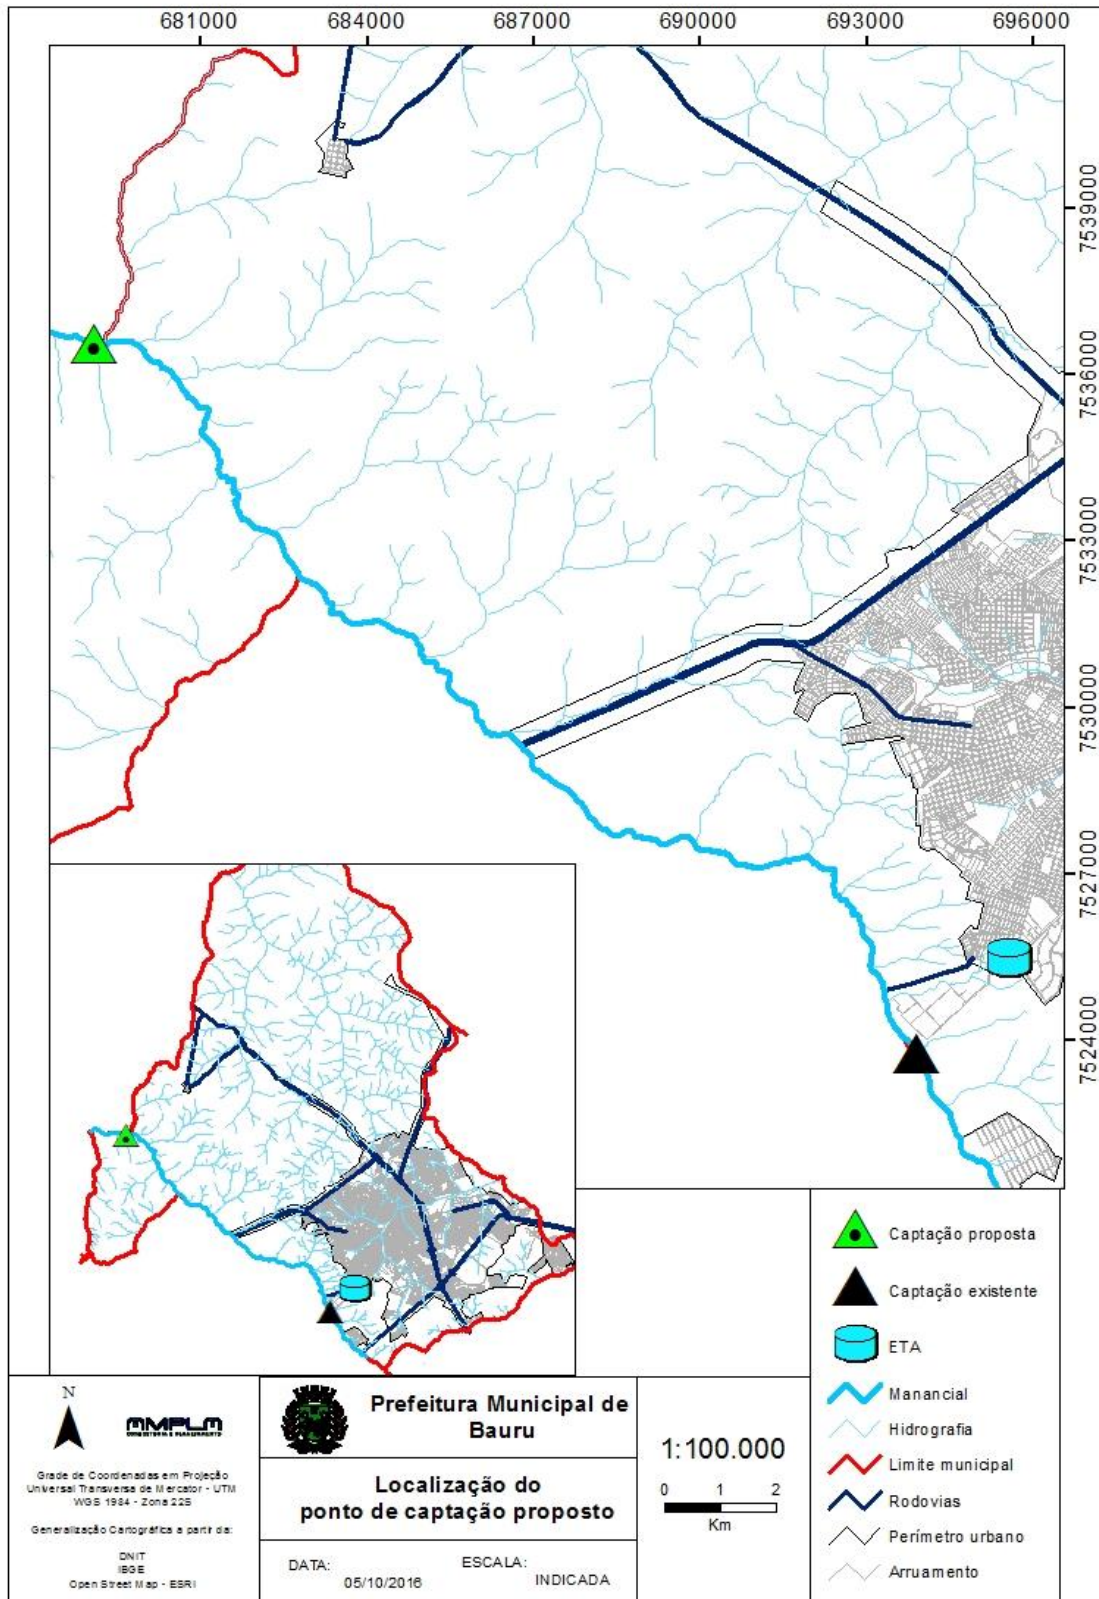 681000 684000 687000 690000 693000 696000
7539000
7536000
7533000
7530000
7527000
7524000
Captação proposta
Captação existente
ETA
Manancial
Hidrografia
Limite municipal
Rodovias
Perímetro urbano
Arruamento
N
MMPLM
Grade de Coordenadas em Projeção
Universal Transversa de Mercator - UTM
WGS 1984 - Zona 22S
Generalização Cartográfica a partir da:
DNIT
IBGE
Open Street Map - ESRI
Prefeitura Municipal de
Bauru
Localização do
ponto de captação proposto
DATA:
05/10/2016
ESCALA:
INDICADA
1:100.000
0 1 2
Km